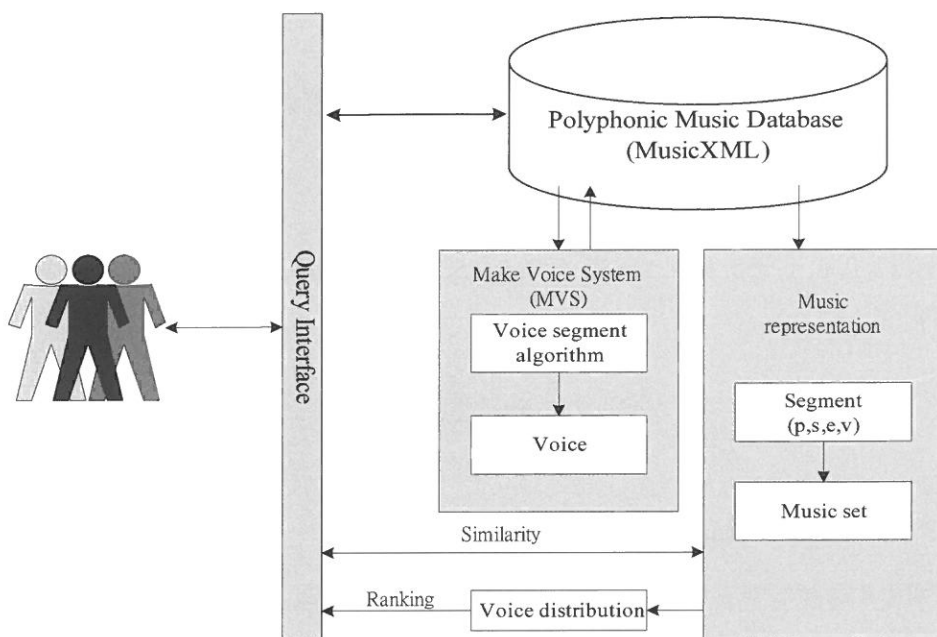 Polyphonic Music Database
(MusicXML)
Query Interface
Make Voice System
(MVS)
Voice segment
algorithm
Voice
Music
representation
Segment
(p,s,e,v)
Music set
Similarity
Ranking
Voice distribution